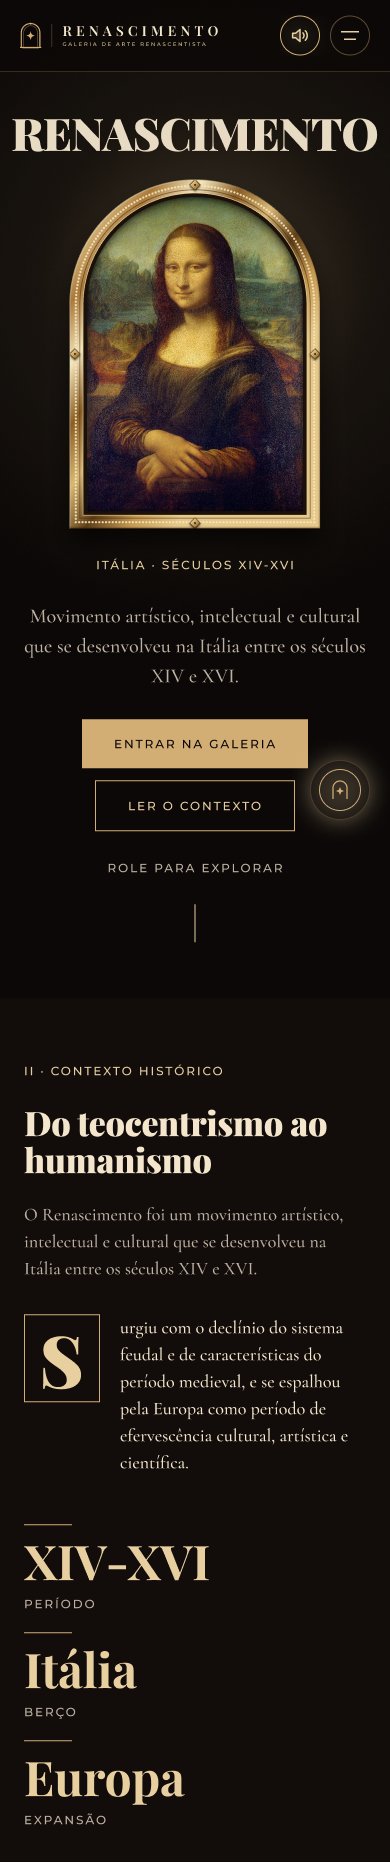 RENASCIMENTO
GALERIA DE ARTE RENASCENTISTA
RENASCIMENTO
ITÁLIA · SÉCULOS XIV-XVI
Movimento artístico, intelectual e cultural
que se desenvolveu na Itália entre os séculos
XIV e XVI.
ENTRAR NA GALERIA
LER O CONTEXTO
ROLE PARA EXPLORAR
II · CONTEXTO HISTÓRICO
Do teocentrismo ao
humanismo
O Renascimento foi um movimento artístico,
intelectual e cultural que se desenvolveu na
Itália entre os séculos XIV e XVI.
Surgiu com o declínio do sistema
feudal e de características do
período medieval, e se espalhou
pela Europa como período de
efervescência cultural, artística e
científica.
XIV-XVI
PERÍODO
Itália
BERÇO
Europa
EXPANSÃO